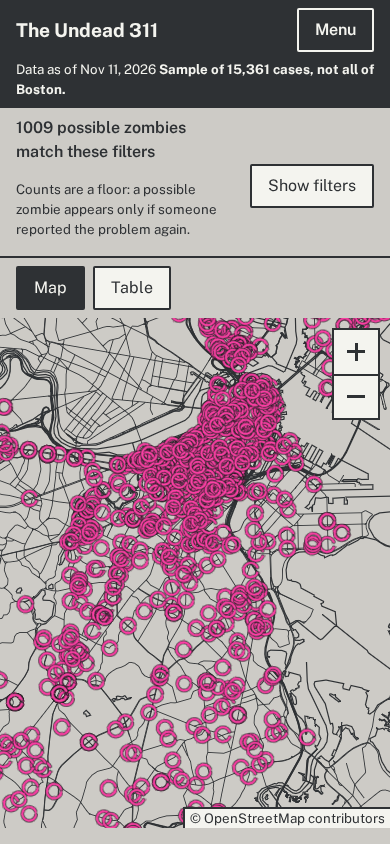 The Undead 311
Menu
Data as of Nov 11, 2026 Sample of 15,361 cases, not all of
Boston.
1009 possible zombies
match these filters
Counts are a floor: a possible
zombie appears only if someone
reported the problem again.
Show filters
Map
Table
+
−
© OpenStreetMap contributors